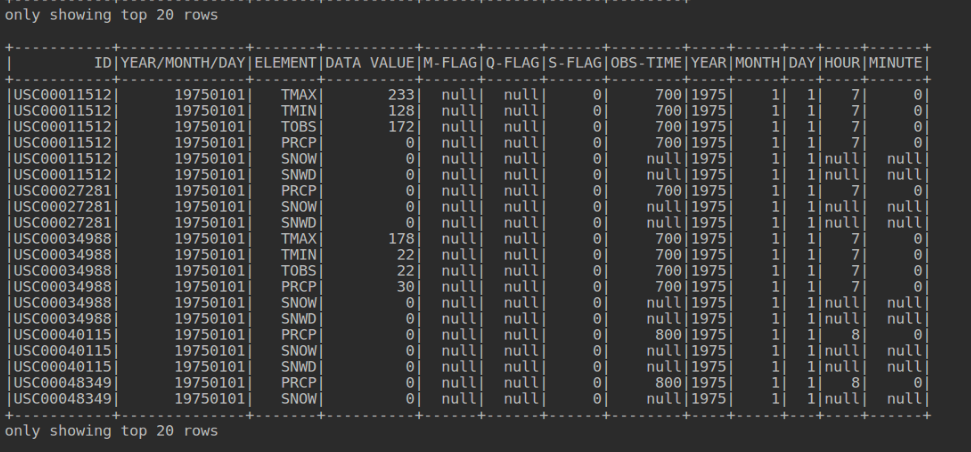 only showing top 20 rows
+-----------+--------------+-------+----------+------+------+------+--------+----+-----+---+----+------+
|         ID|YEAR/MONTH/DAY|ELEMENT|DATA VALUE|M-FLAG|Q-FLAG|S-FLAG|OBS-TIME|YEAR|MONTH|DAY|HOUR|MINUTE|
+-----------+--------------+-------+----------+------+------+------+--------+----+-----+---+----+------+
|USC00011512|      19750101|   TMAX|       233|  null|  null|     0|     700|1975|    1|  1|   7|     0|
|USC00011512|      19750101|   TMIN|       128|  null|  null|     0|     700|1975|    1|  1|   7|     0|
|USC00011512|      19750101|   TOBS|       172|  null|  null|     0|     700|1975|    1|  1|   7|     0|
|USC00011512|      19750101|   PRCP|         0|  null|  null|     0|     700|1975|    1|  1|   7|     0|
|USC00011512|      19750101|   SNOW|         0|  null|  null|     0|    null|1975|    1|  1|null|  null|
|USC00011512|      19750101|   SNWD|         0|  null|  null|     0|    null|1975|    1|  1|null|  null|
|USC00027281|      19750101|   PRCP|         0|  null|  null|     0|     700|1975|    1|  1|   7|     0|
|USC00027281|      19750101|   SNOW|         0|  null|  null|     0|    null|1975|    1|  1|null|  null|
|USC00027281|      19750101|   SNWD|         0|  null|  null|     0|    null|1975|    1|  1|null|  null|
|USC00034988|      19750101|   TMAX|       178|  null|  null|     0|     700|1975|    1|  1|   7|     0|
|USC00034988|      19750101|   TMIN|        22|  null|  null|     0|     700|1975|    1|  1|   7|     0|
|USC00034988|      19750101|   TOBS|        22|  null|  null|     0|     700|1975|    1|  1|   7|     0|
|USC00034988|      19750101|   PRCP|        30|  null|  null|     0|     700|1975|    1|  1|   7|     0|
|USC00034988|      19750101|   SNOW|         0|  null|  null|     0|    null|1975|    1|  1|null|  null|
|USC00034988|      19750101|   SNWD|         0|  null|  null|     0|    null|1975|    1|  1|null|  null|
|USC00040115|      19750101|   PRCP|         0|  null|  null|     0|     800|1975|    1|  1|   8|     0|
|USC00040115|      19750101|   SNOW|         0|  null|  null|     0|    null|1975|    1|  1|null|  null|
|USC00040115|      19750101|   SNWD|         0|  null|  null|     0|    null|1975|    1|  1|null|  null|
|USC00048349|      19750101|   PRCP|         0|  null|  null|     0|     800|1975|    1|  1|   8|     0|
|USC00048349|      19750101|   SNOW|         0|  null|  null|     0|    null|1975|    1|  1|null|  null|
+-----------+--------------+-------+----------+------+------+------+--------+----+-----+---+----+------+
only showing top 20 rows